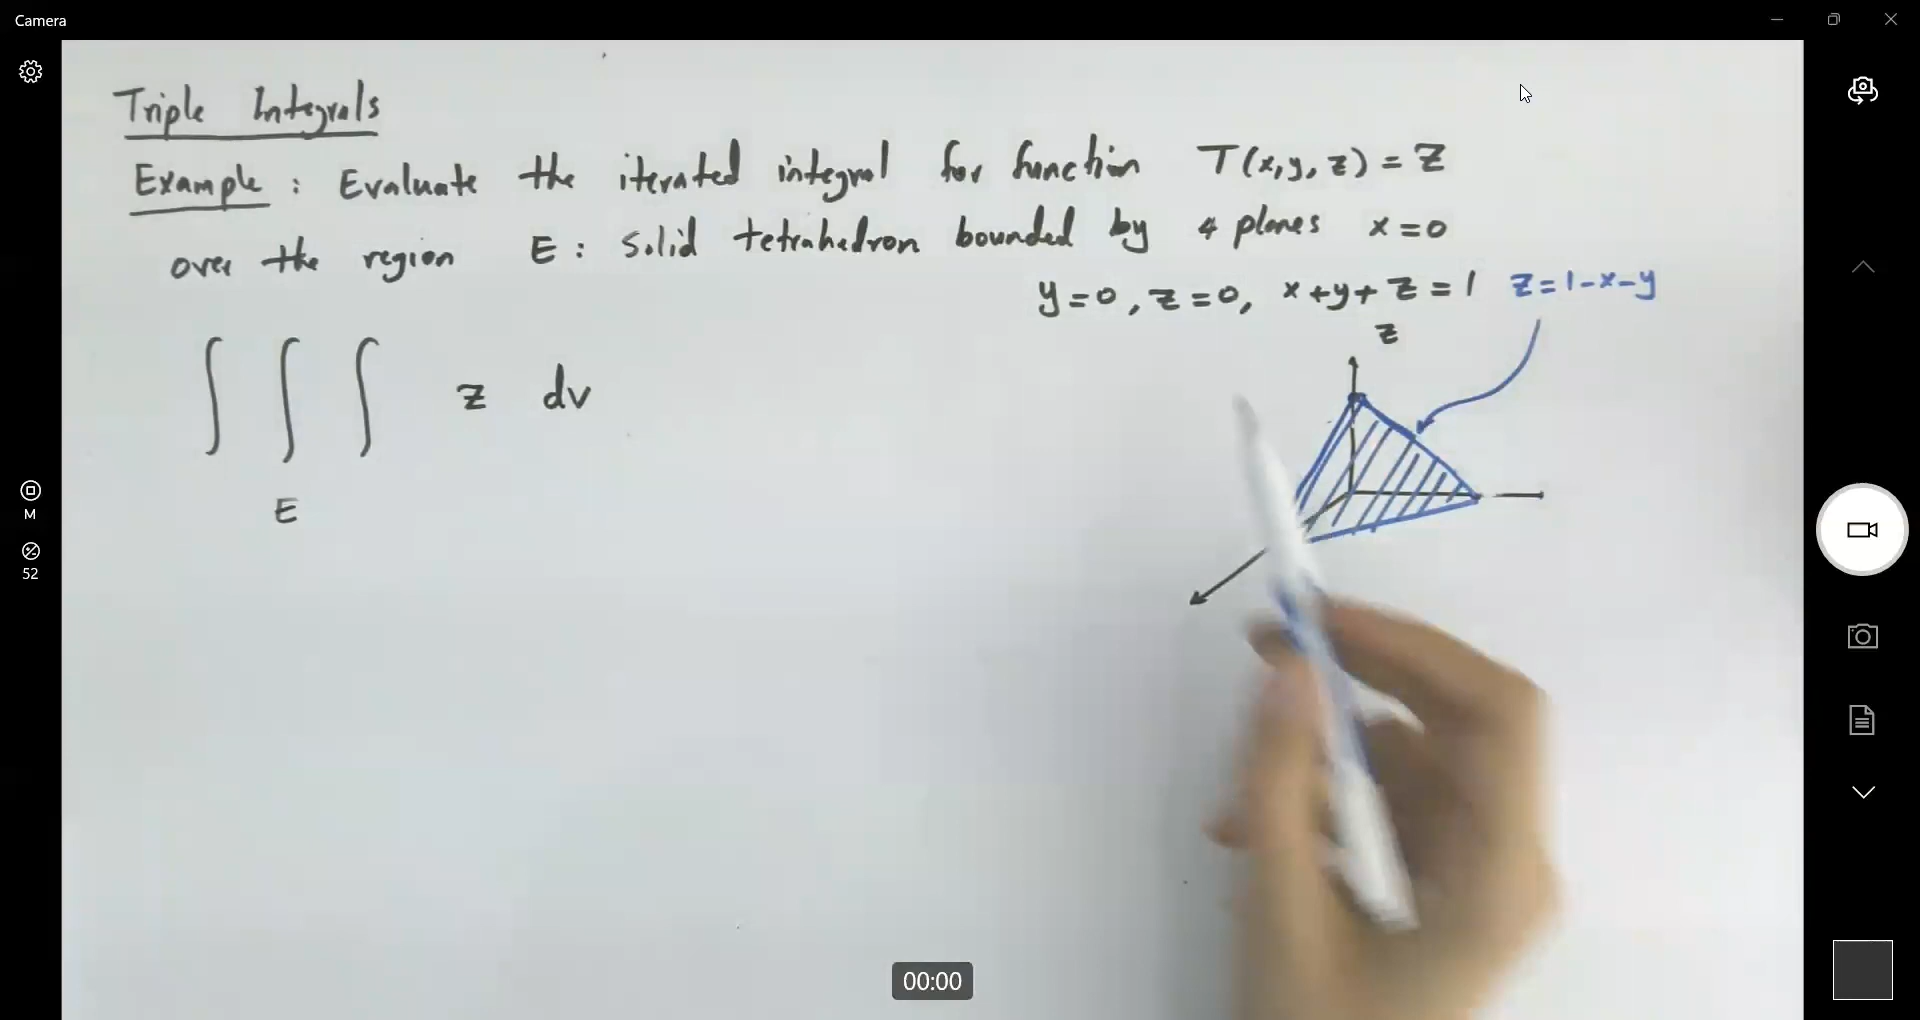 Camera
Triple Integrals
Example : Evaluate the iterated integral for function T(x,y,z) = z
over the region E : solid tetrahedron bounded by 4 planes x=0
y=0, z=0, x+y+z=1 z=1-x-y
z
∫ ∫ ∫ z dv
E
M
52
00:00